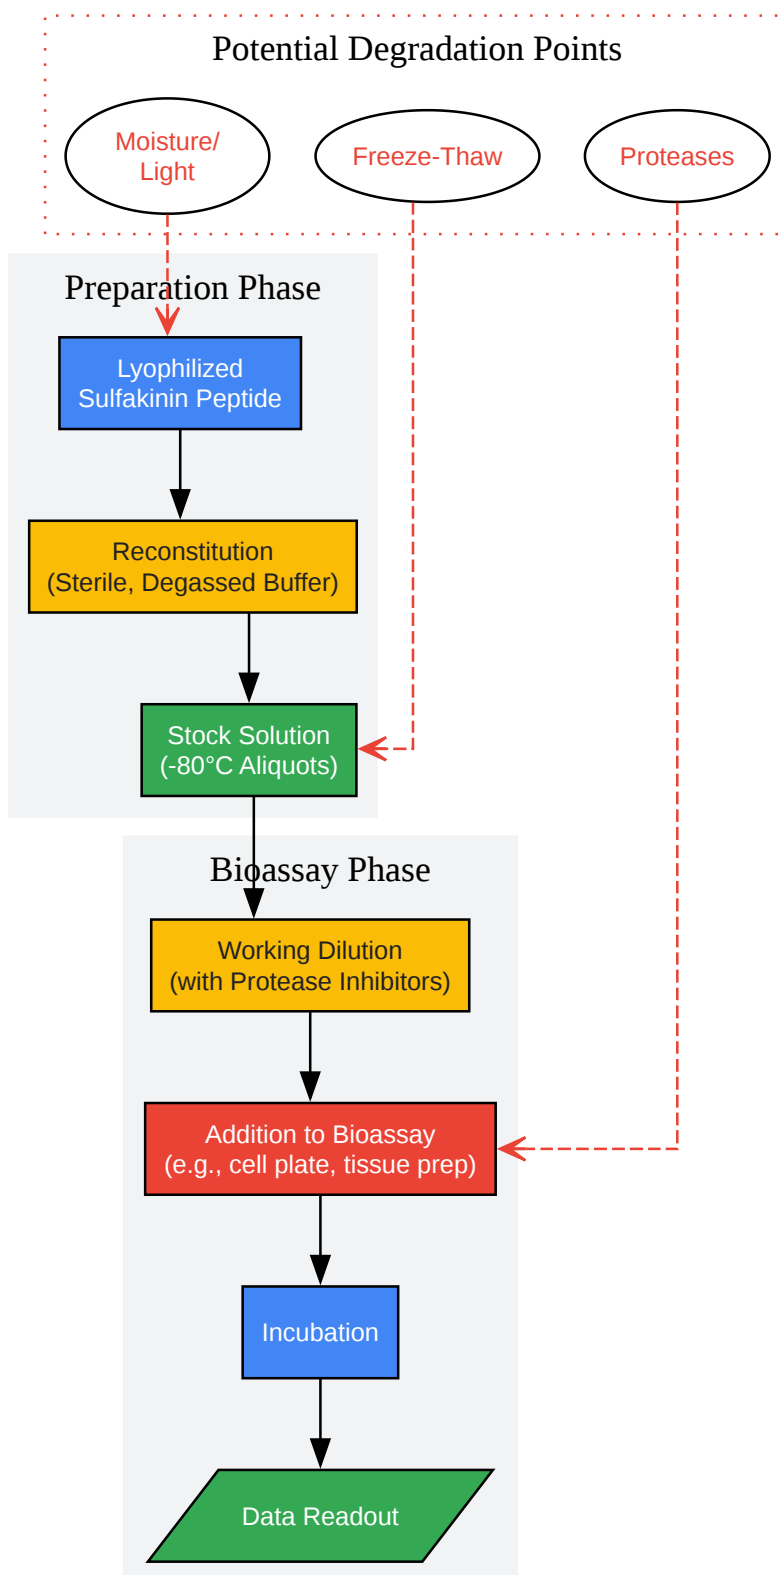 Potential Degradation Points
Moisture/
Light
Freeze-Thaw
Proteases
Preparation Phase
Lyophilized
Sulfakinin Peptide
Reconstitution
(Sterile, Degassed Buffer)
Stock Solution
(-80°C Aliquots)
Bioassay Phase
Working Dilution
(with Protease Inhibitors)
Addition to Bioassay
(e.g., cell plate, tissue prep)
Incubation
Data Readout